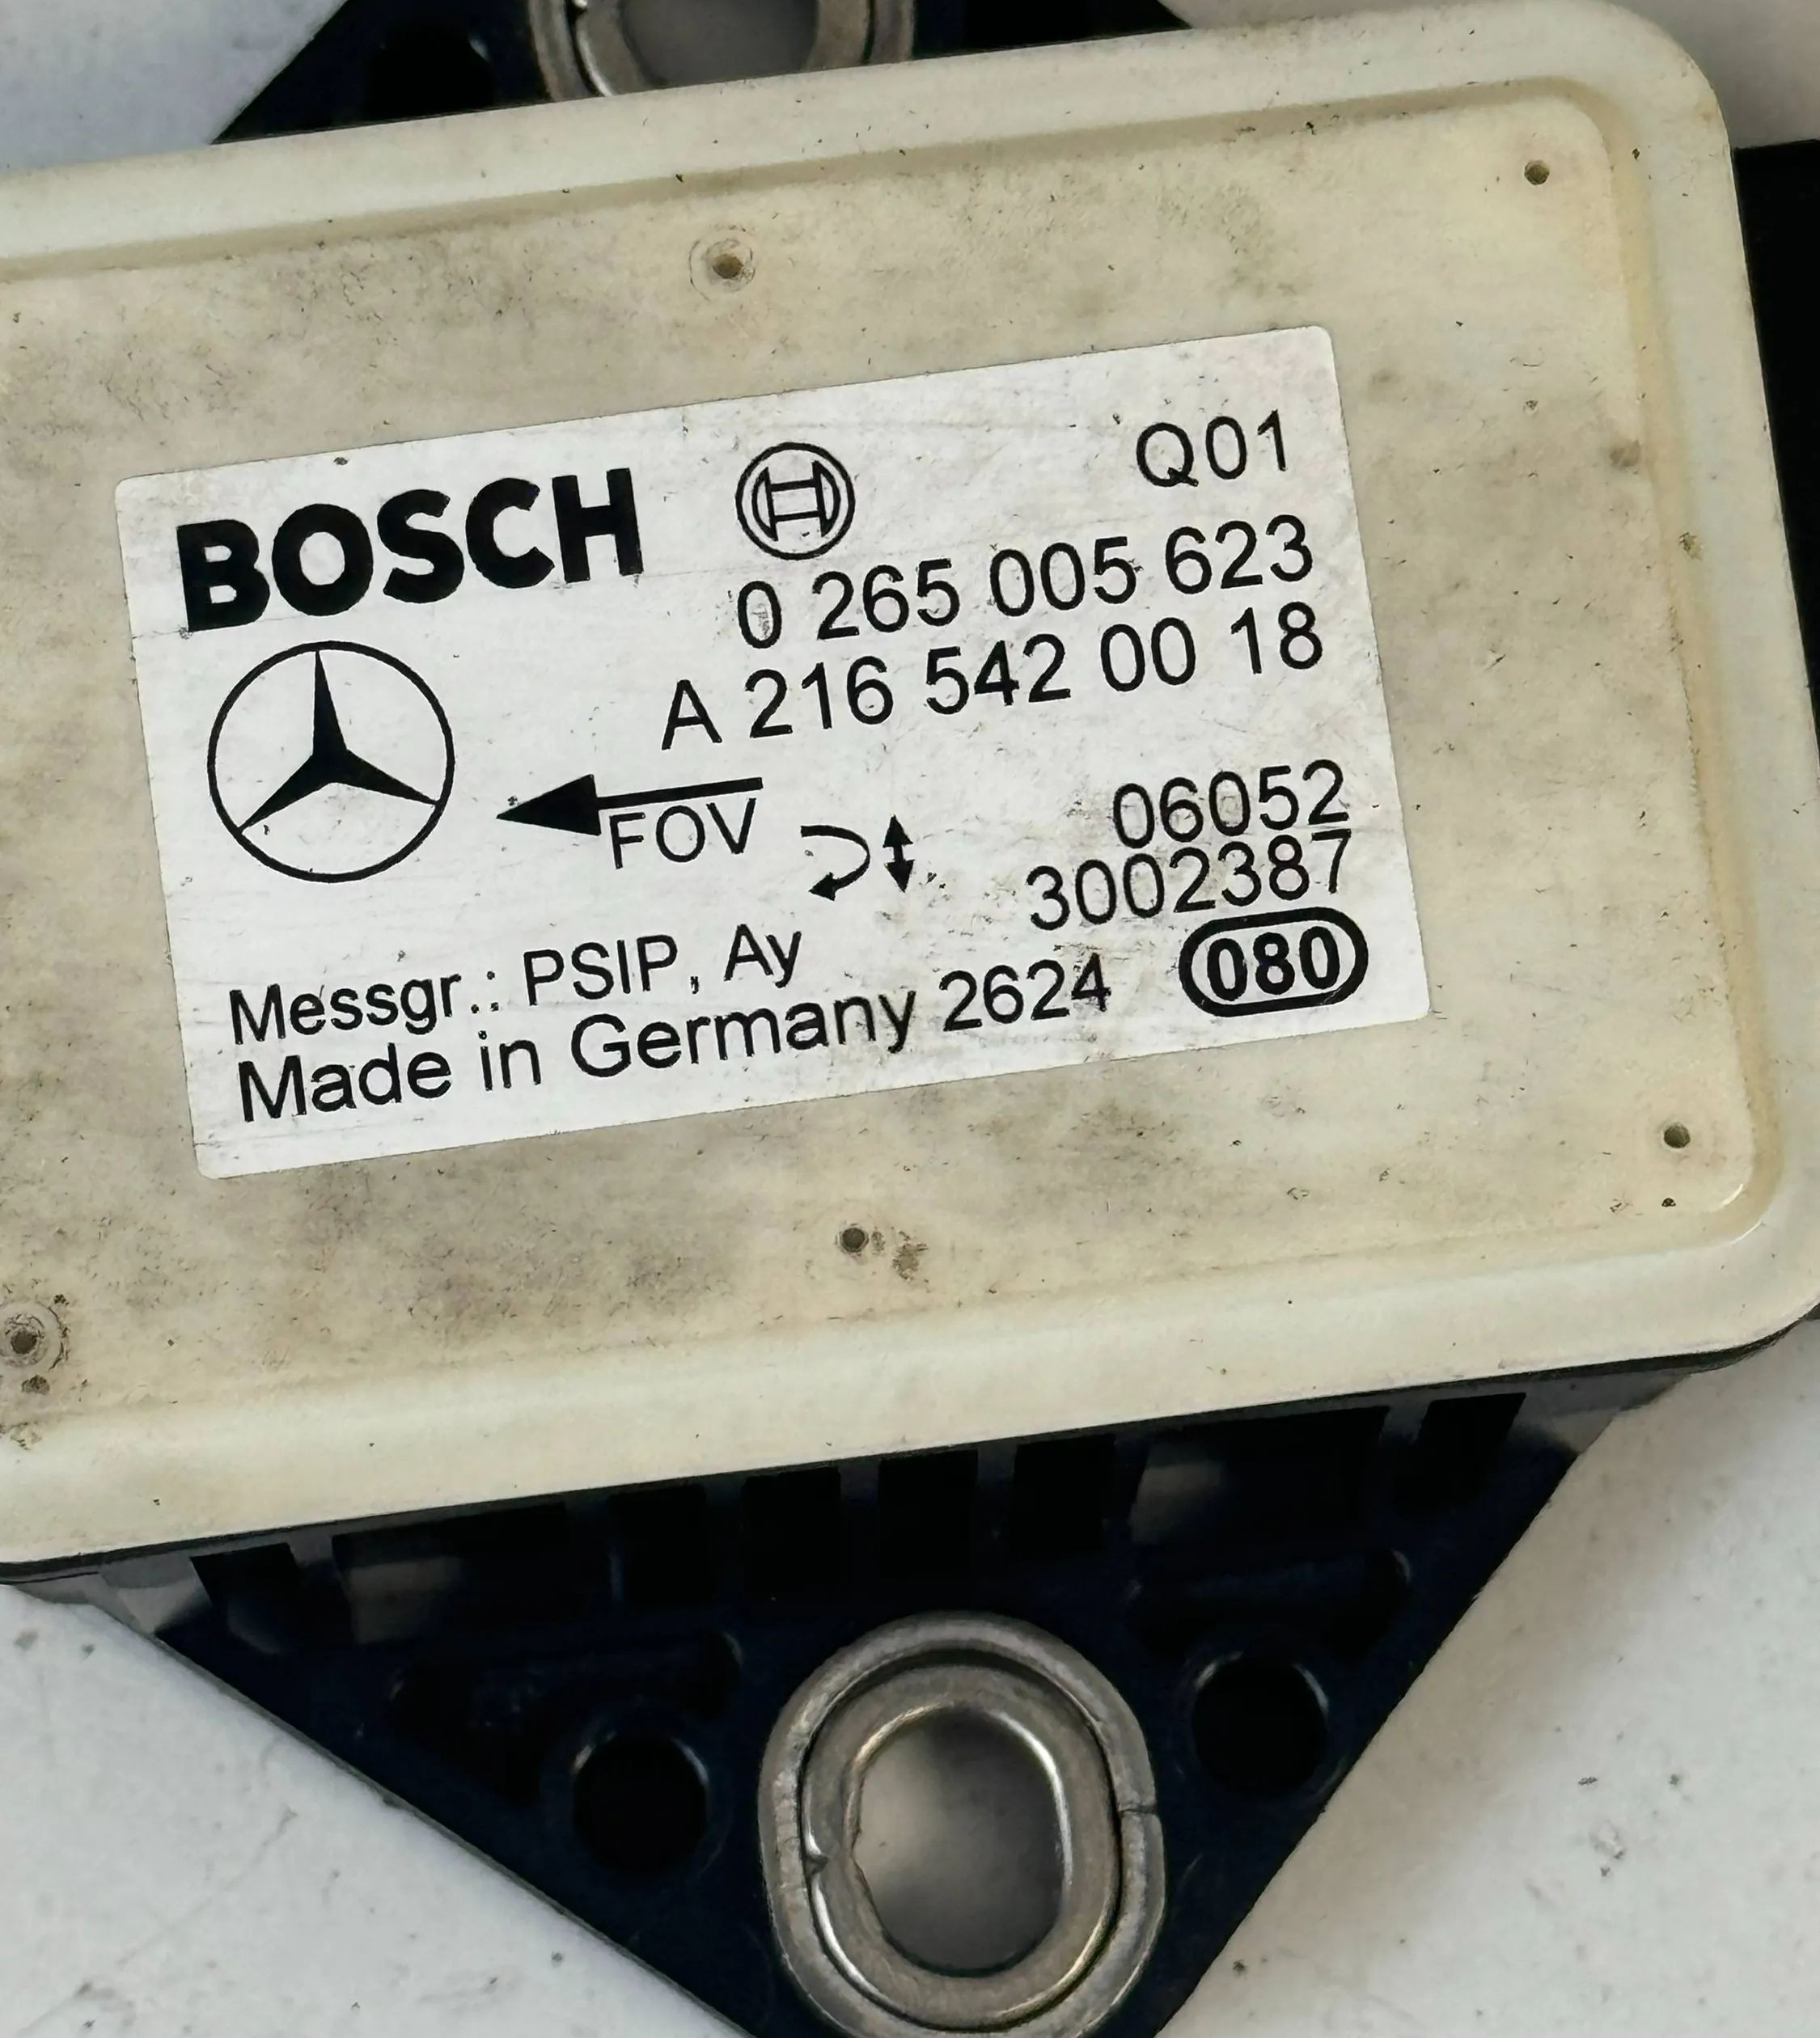 BOSCH Q01
0 265 005 623
A 216 542 00 18
FOV
06052
3002387
Messgr.: PSIP, Ay
Made in Germany 2624 080